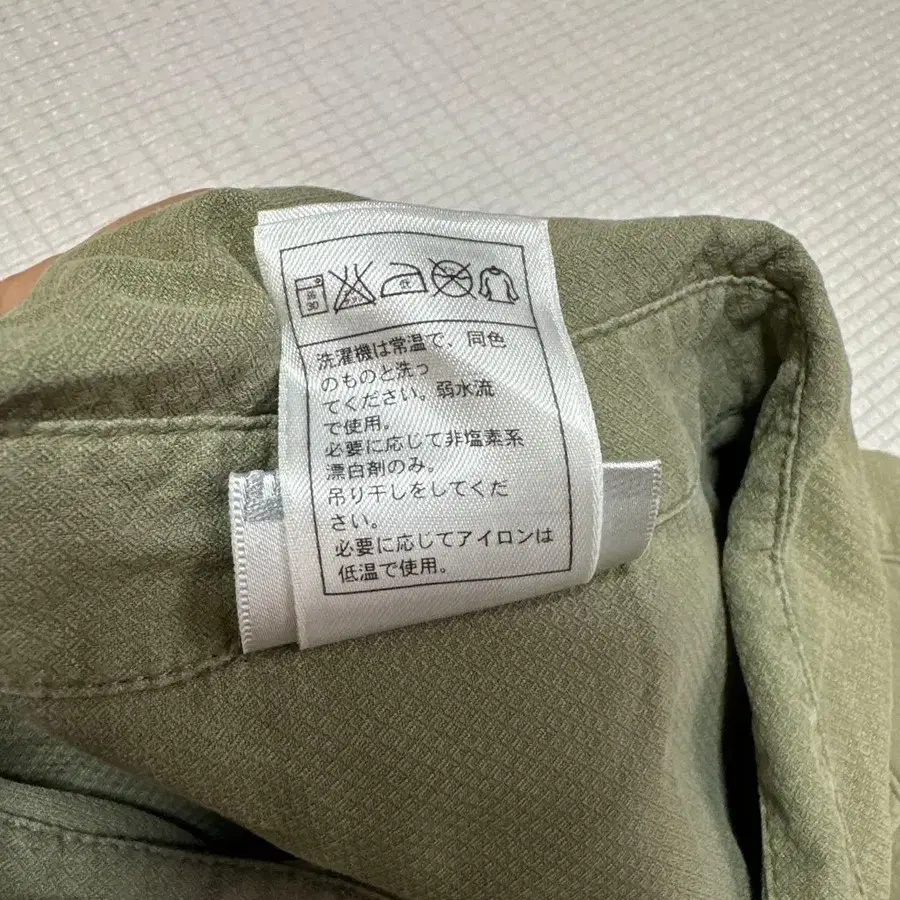 弱
30
低
洗濯機は常温で、同色
のものと洗っ
てください。弱水流
で使用。
必要に応じて非塩素系
漂白剤のみ。
吊り干しをしてくだ
さい。
必要に応じてアイロンは
低温で使用。